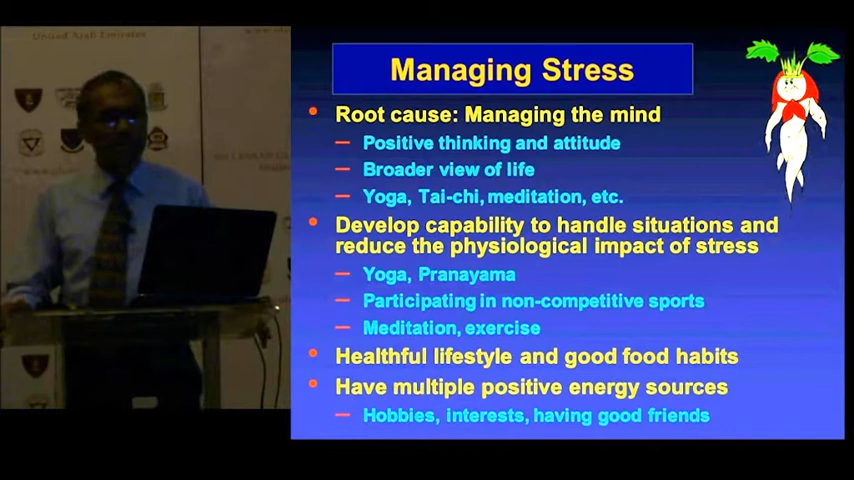 United Arab Emirates
Managing Stress
Root cause: Managing the mind
Positive thinking and attitude
Broader view of life
Yoga, Tai-chi, meditation, etc.
Develop capability to handle situations and
reduce the physiological impact of stress
Yoga, Pranayama
Participating in non-competitive sports
Meditation, exercise
Healthful lifestyle and good food habits
Have multiple positive energy sources
Hobbies, interests, having good friends